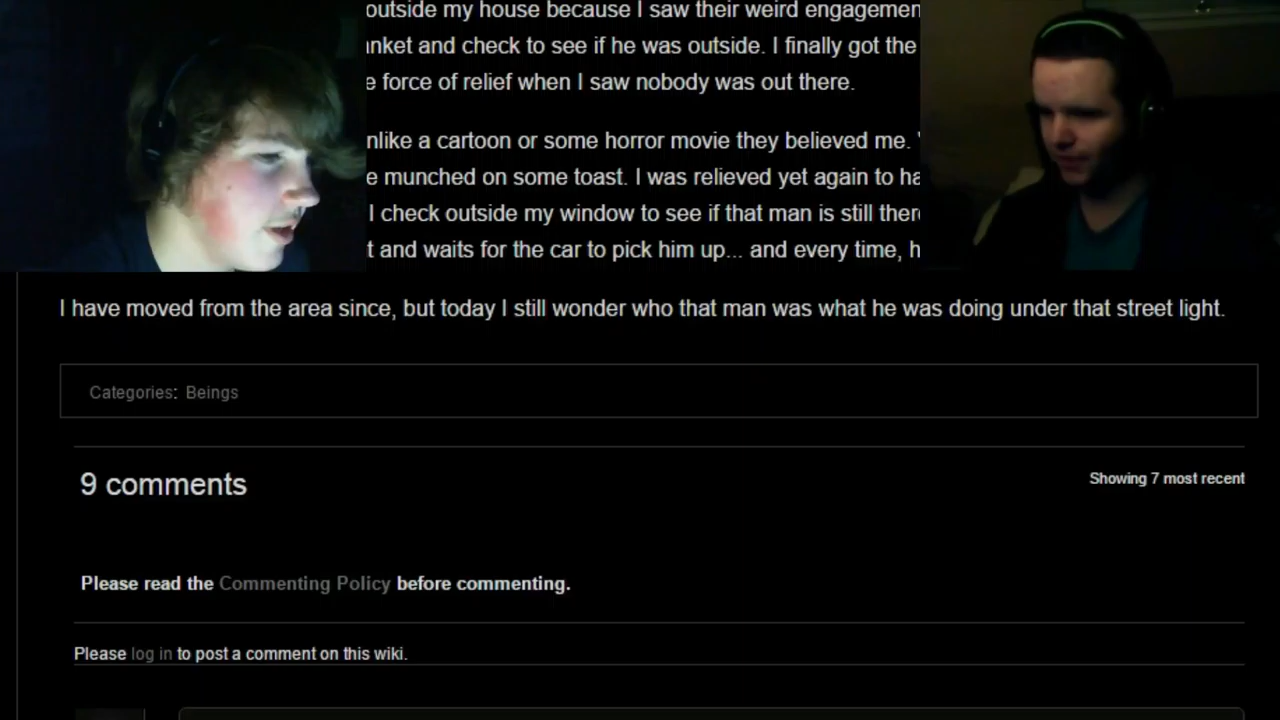 outside my house because I saw their weird
and check to see if he was outside. I finally got the
force of relief when I saw nobody was out there.
like a cartoon or some horror movie they believed me.
munched on some toast. I was relieved yet again to
I check outside my window to see if that man is still
and waits for the car to pick him up... and every time,
I have moved from the area since, but today I still wonder who that man was what he was doing under that street light.
Categories: Beings
9 comments
Showing 7 most recent
Please read the Commenting Policy before commenting.
Please log in to post a comment on this wiki.